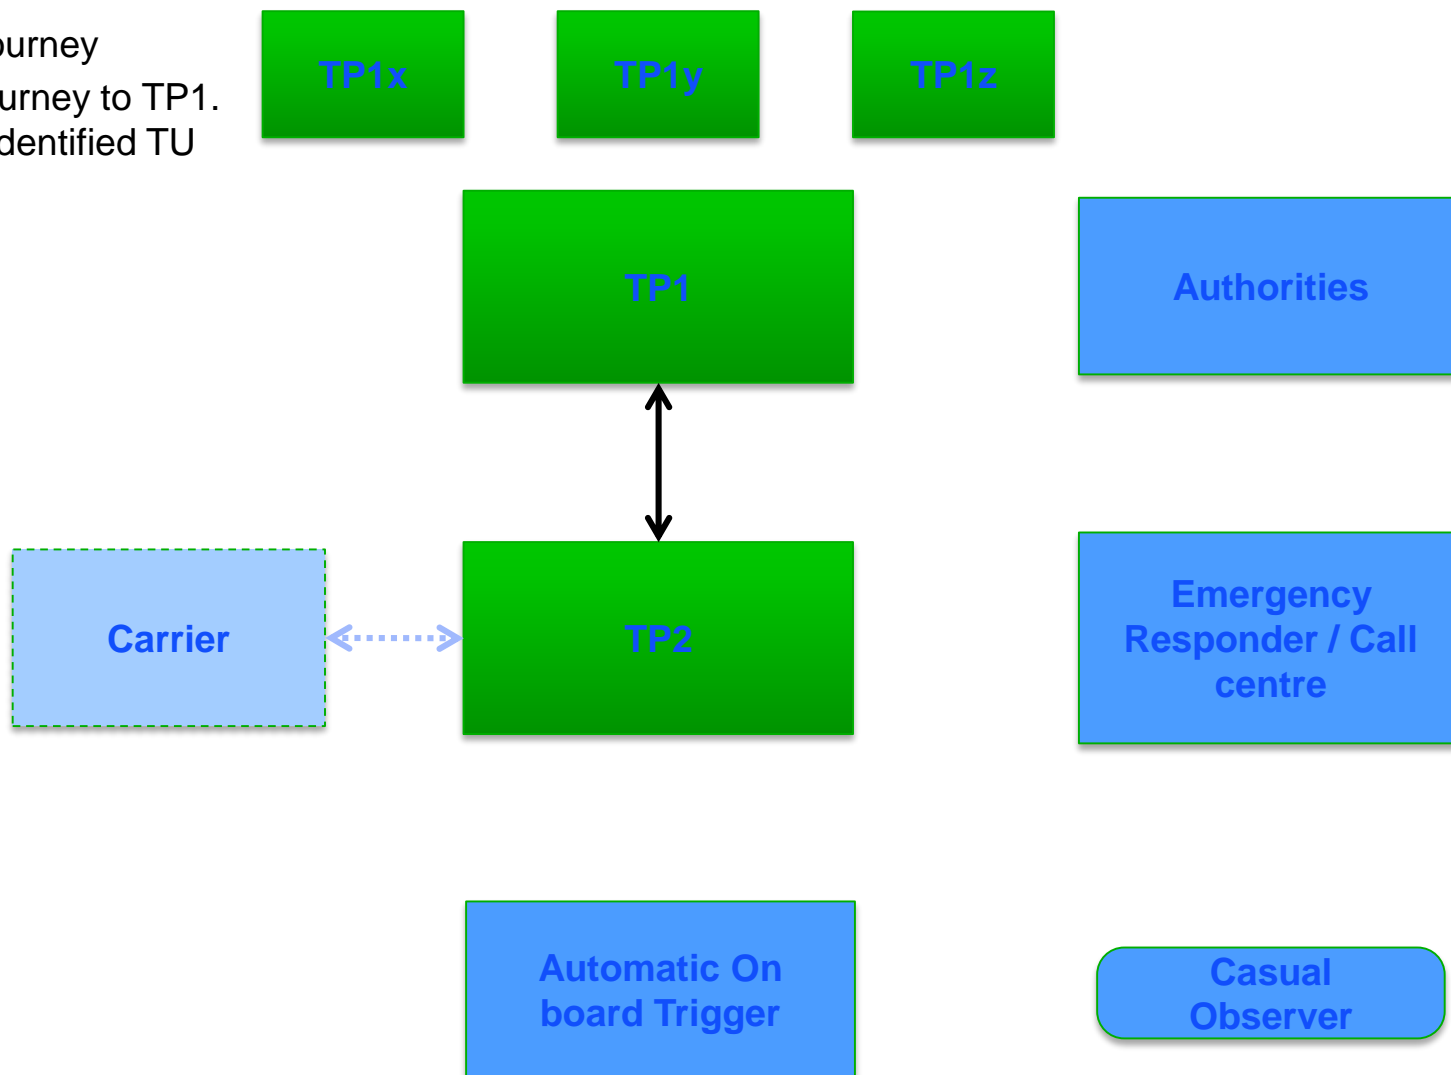 ourney
urney to TP1.
dentified TU
TP1x
TP1y
TP1z
TP1
Authorities
Carrier
TP2
Emergency
Responder / Call
centre
Automatic On
board Trigger
Casual
Observer